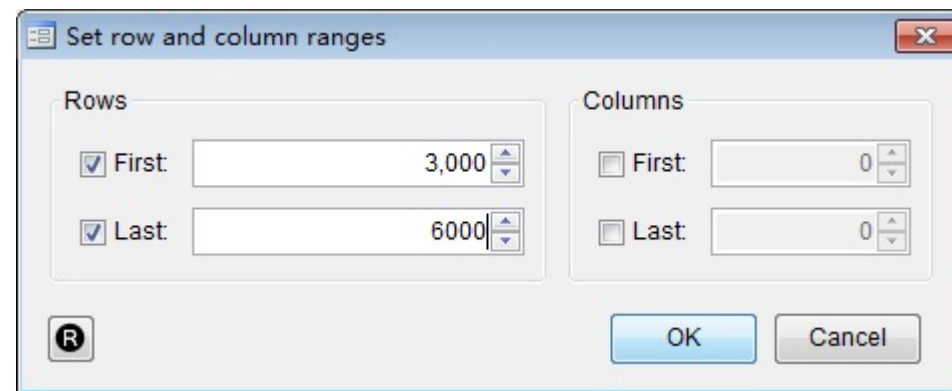 Set row and column ranges
Rows
First: 3,000
Last: 6000
Columns
First: 0
Last: 0
R
OK
Cancel